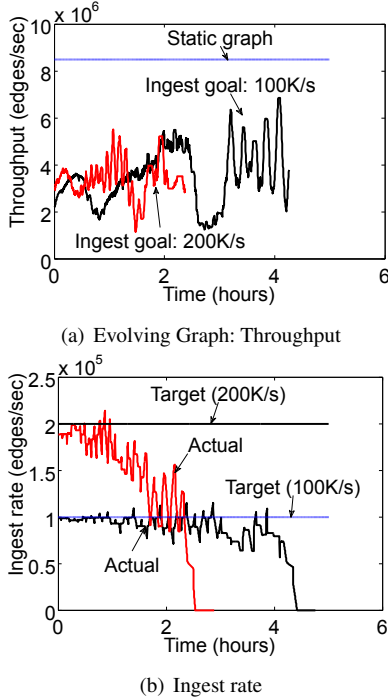 x 10^6
10
8
6
4
2
0
0
2
4
6
Throughput (edges/sec)
Static graph
Ingest goal: 100K/s
Ingest goal: 200K/s
Time (hours)
(a) Evolving Graph: Throughput
x 10^5
2.5
2
1.5
1
0.5
0
0
2
4
6
Ingest rate (edges/sec)
Target (200K/s)
Actual
Target (100K/s)
Actual
Time (hours)
(b) Ingest rate